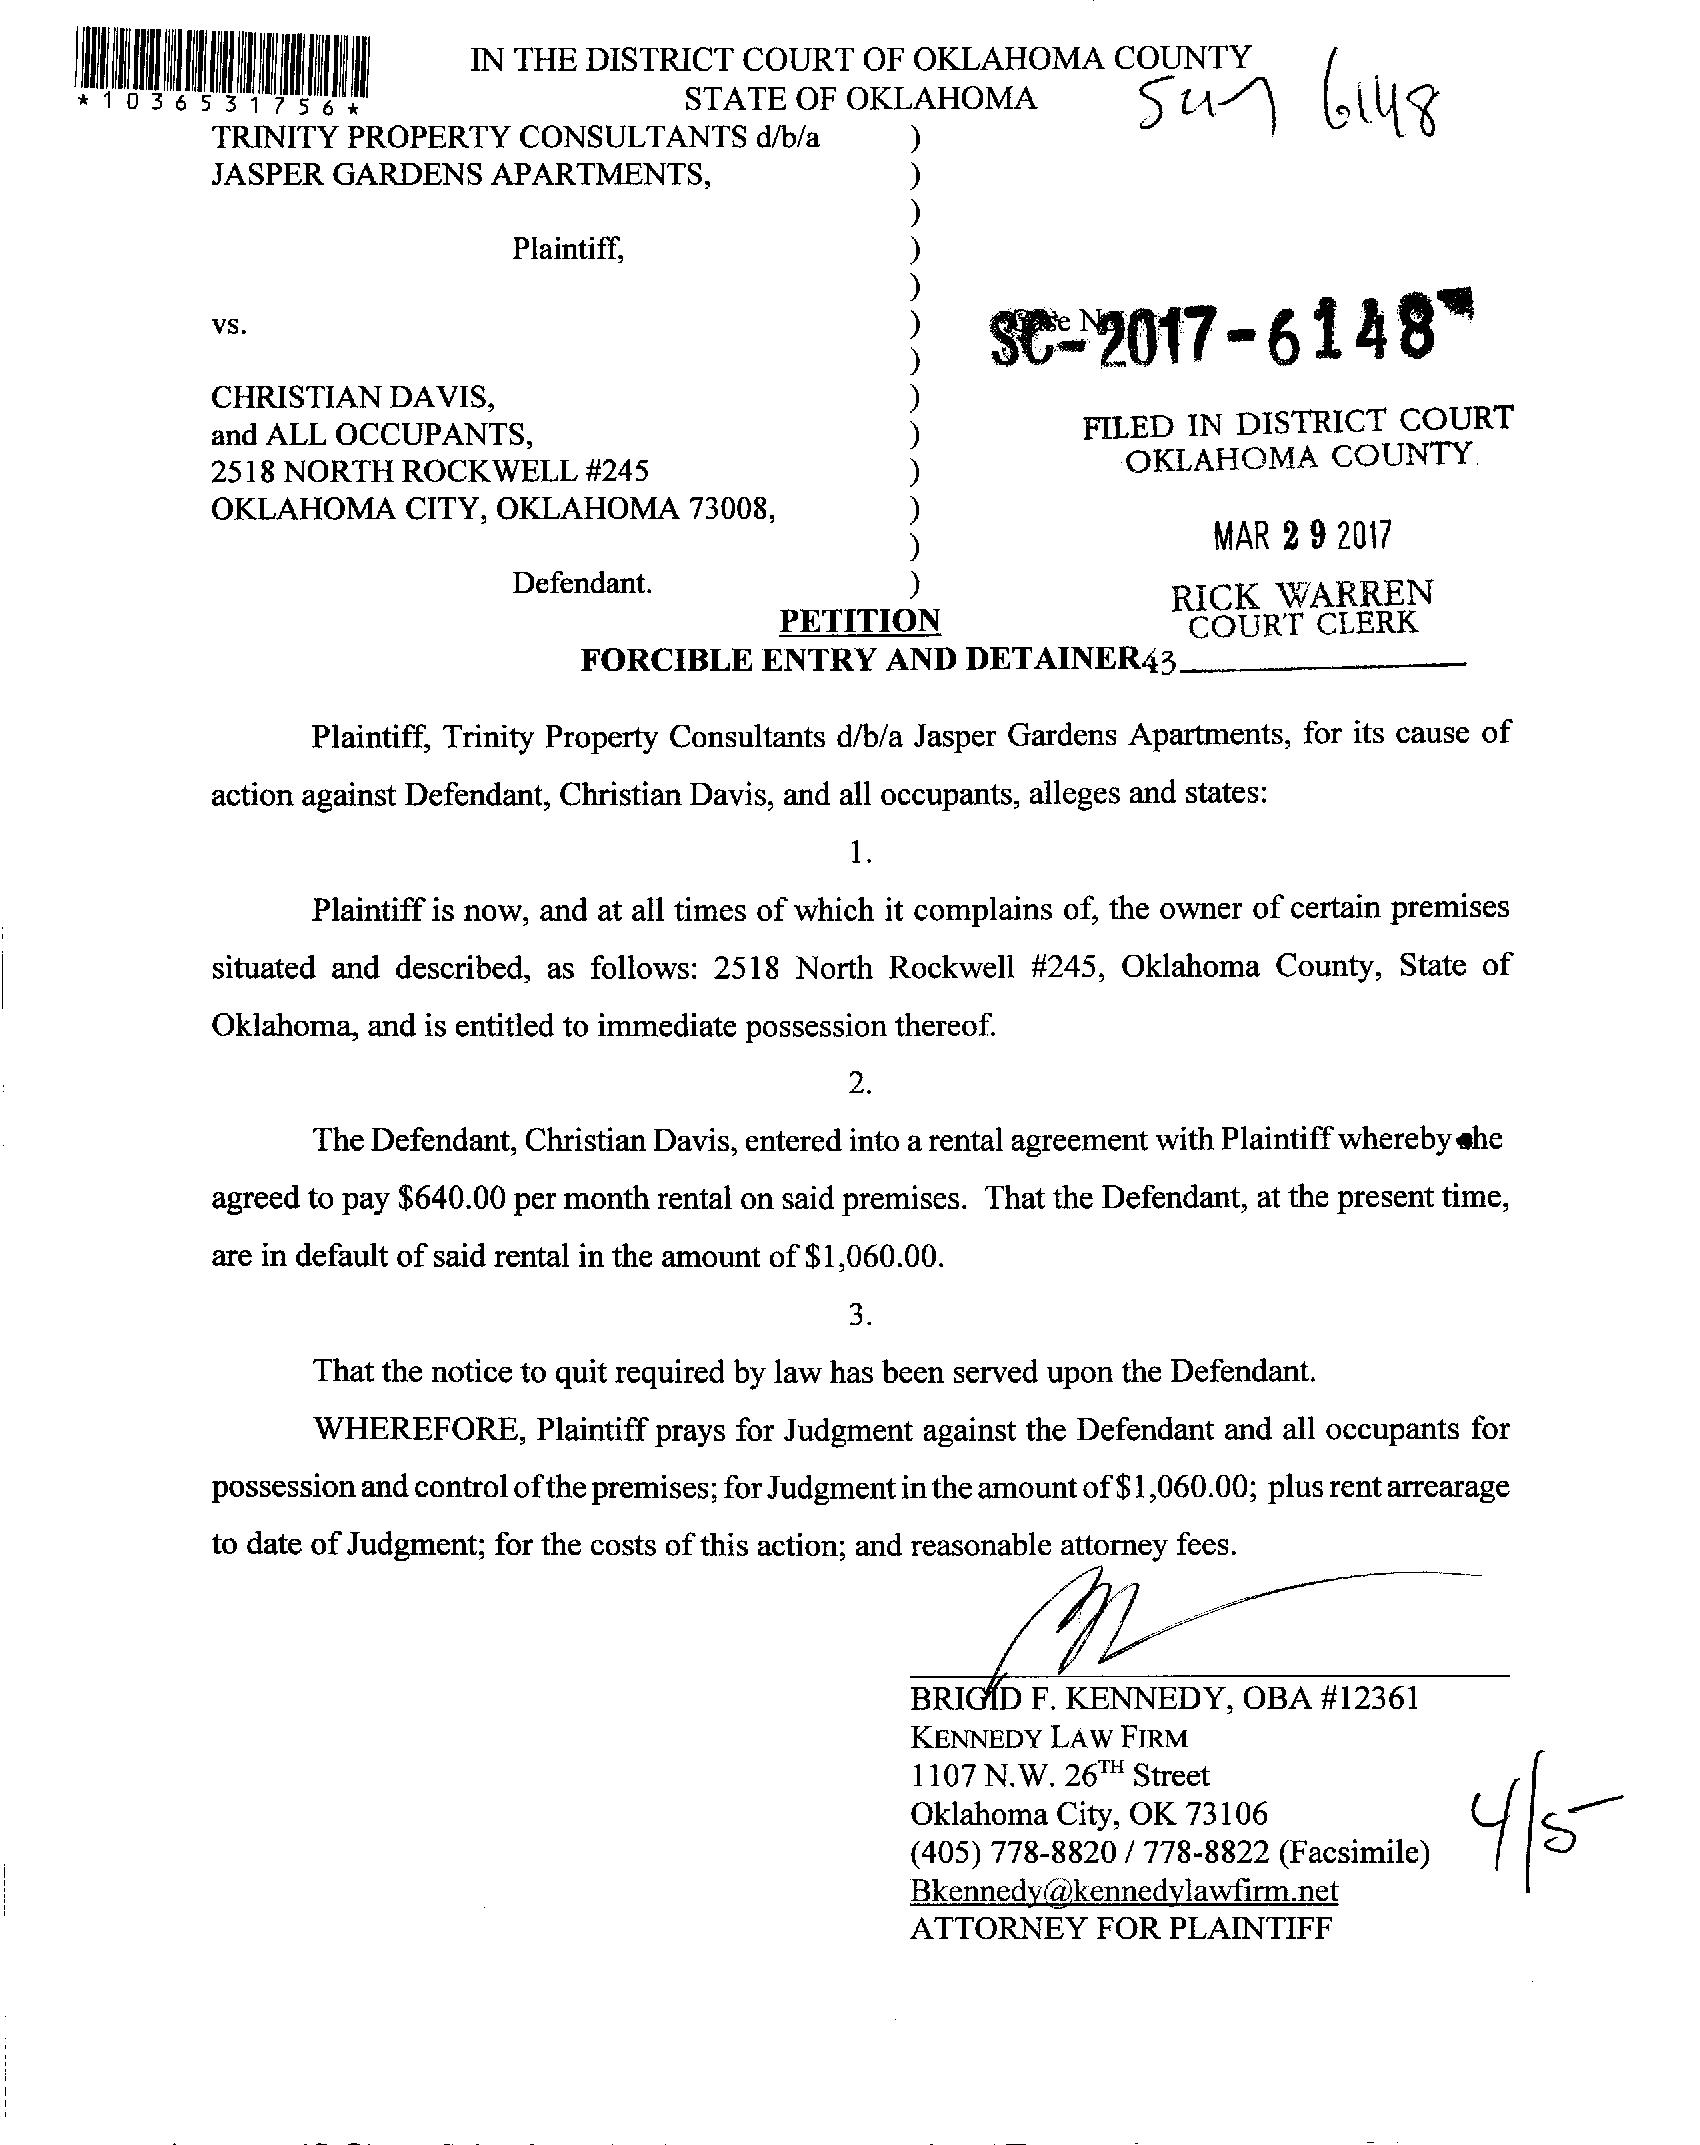 IN THE DISTRICT COURT OF OKLAHOMA COUNTY
STATE OF OKLAHOMA
*1036531756*
6148
TRINITY PROPERTY CONSULTANTS d/b/a )
JASPER GARDENS APARTMENTS, )
)
Plaintiff, )
)
vs. )
SC-2017-6148
)
CHRISTIAN DAVIS, )
and ALL OCCUPANTS, )
2518 NORTH ROCKWELL #245 )
OKLAHOMA CITY, OKLAHOMA 73008, )
)
Defendant. )
FILED IN DISTRICT COURT
OKLAHOMA COUNTY
MAR 29 2017
RICK WARREN
COURT CLERK
43
PETITION
FORCIBLE ENTRY AND DETAINER
Plaintiff, Trinity Property Consultants d/b/a Jasper Gardens Apartments, for its cause of
action against Defendant, Christian Davis, and all occupants, alleges and states:
1.
Plaintiff is now, and at all times of which it complains of, the owner of certain premises
situated and described, as follows: 2518 North Rockwell #245, Oklahoma County, State of
Oklahoma, and is entitled to immediate possession thereof.
2.
The Defendant, Christian Davis, entered into a rental agreement with Plaintiff whereby he
agreed to pay $640.00 per month rental on said premises. That the Defendant, at the present time,
are in default of said rental in the amount of $1,060.00.
3.
That the notice to quit required by law has been served upon the Defendant.
WHEREFORE, Plaintiff prays for Judgment against the Defendant and all occupants for
possession and control of the premises; for Judgment in the amount of $1,060.00; plus rent arrearage
to date of Judgment; for the costs of this action; and reasonable attorney fees.
BRIGID F. KENNEDY, OBA #12361
KENNEDY LAW FIRM
1107 N.W. 26TH Street
Oklahoma City, OK 73106
(405) 778-8820 / 778-8822 (Facsimile)
Bkennedy@kennedylawfirm.net
ATTORNEY FOR PLAINTIFF
4/5